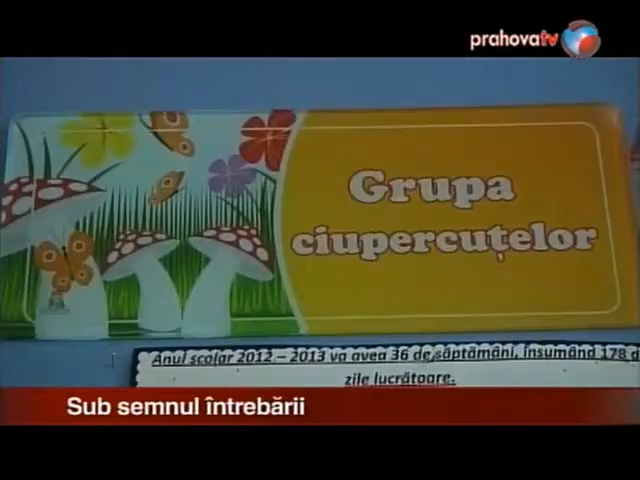 prahovatv
Grupa
ciupercuțelor
Anul școlar 2012 – 2013 va avea 36 de săptămâni, însumând 178
zile lucrătoare.
Sub semnul întrebării